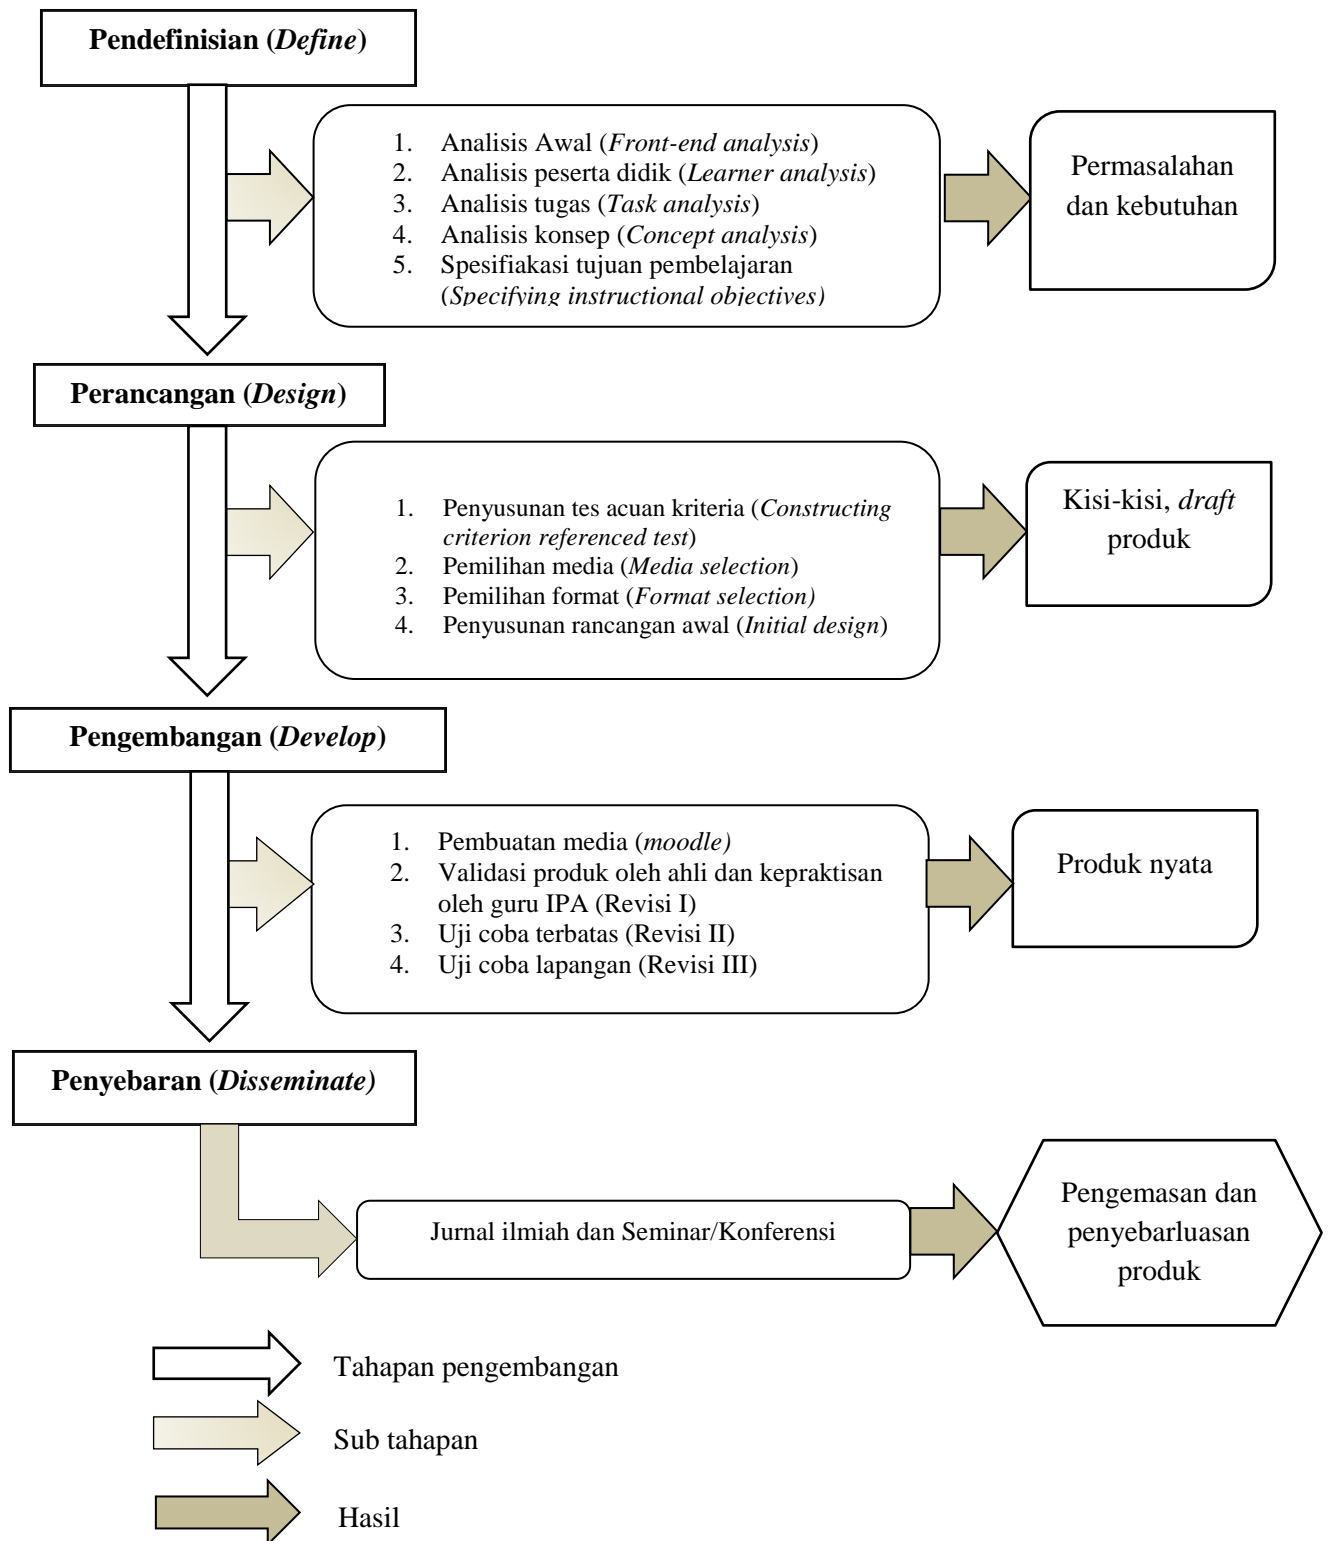 Pendefinisian (Define)
1. Analisis Awal (Front-end analysis)
2. Analisis peserta didik (Learner analysis)
3. Analisis tugas (Task analysis)
4. Analisis konsep (Concept analysis)
5. Spesifiakasi tujuan pembelajaran
(Specifying instructional objectives)
Permasalahan
dan kebutuhan
Perancangan (Design)
1. Penyusunan tes acuan kriteria (Constructing
criterion referenced test)
2. Pemilihan media (Media selection)
3. Pemilihan format (Format selection)
4. Penyusunan rancangan awal (Initial design)
Kisi-kisi, draft
produk
Pengembangan (Develop)
1. Pembuatan media (moodle)
2. Validasi produk oleh ahli dan kepraktisan
oleh guru IPA (Revisi I)
3. Uji coba terbatas (Revisi II)
4. Uji coba lapangan (Revisi III)
Produk nyata
Penyebaran (Disseminate)
Jurnal ilmiah dan Seminar/Konferensi
Pengemasan dan
penyebarluasan
produk
Tahapan pengembangan
Sub tahapan
Hasil